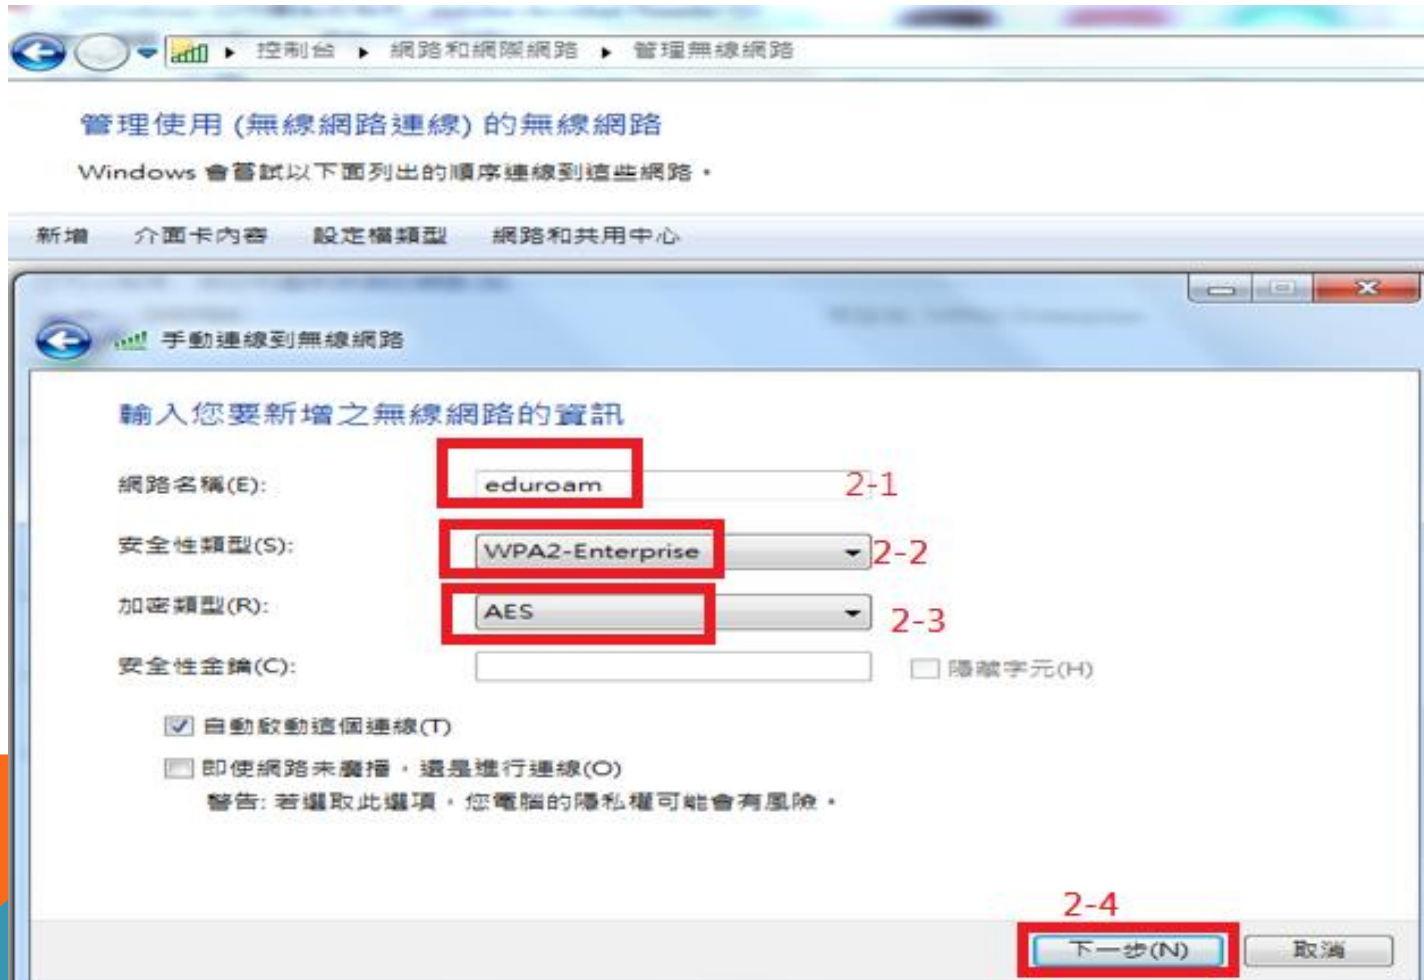 控制台 網路和網際網路 管理無線網路
管理使用 (無線網路連線) 的無線網路
Windows 會嘗試以下面列出的順序連線到這些網路。
新增 介面卡內容 設定檔類型 網路和共用中心
手動連線到無線網路
輸入您要新增之無線網路的資訊
網路名稱(E): eduroam 2-1
安全性類型(S): WPA2-Enterprise 2-2
加密類型(R): AES 2-3
安全性金鑰(C): 隱藏字元(H)
自動啟動這個連線(T)
即使網路未廣播，還是進行連線(O)
警告: 若選取此選項，您電腦的隱私權可能會有風險。
2-4
下一步(N) 取消